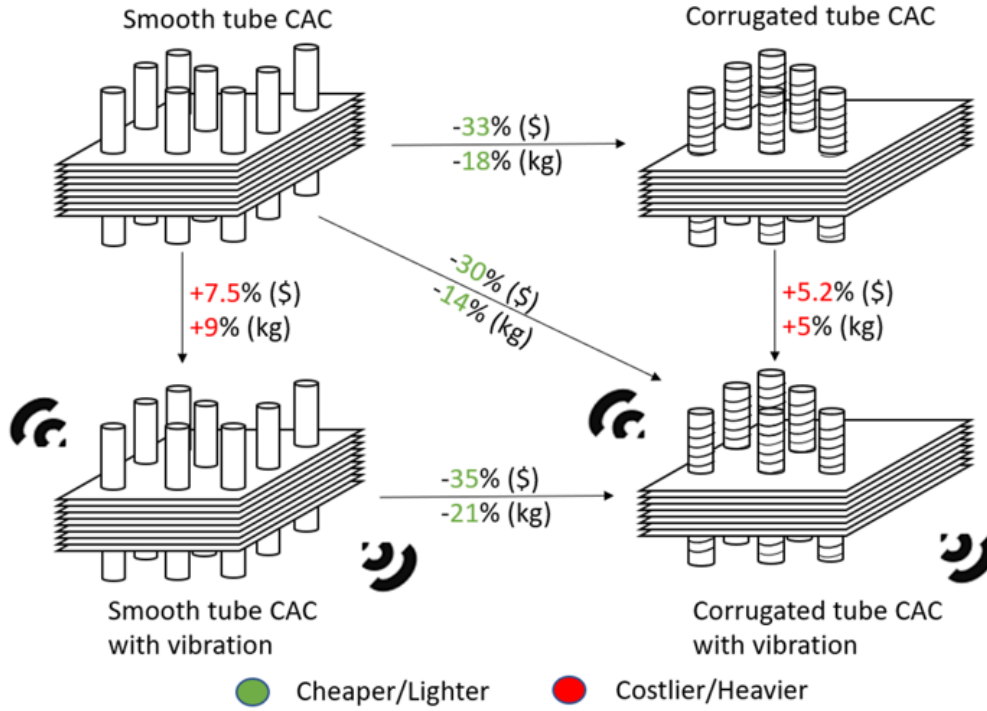 Smooth tube CAC
Corrugated tube CAC
-33% ($)
-18% (kg)
-30% ($)
-14% (kg)
+7.5% ($)
+9% (kg)
+5.2% ($)
+5% (kg)
-35% ($)
-21% (kg)
Smooth tube CAC
with vibration
Corrugated tube CAC
with vibration
Cheaper/Lighter
Costlier/Heavier